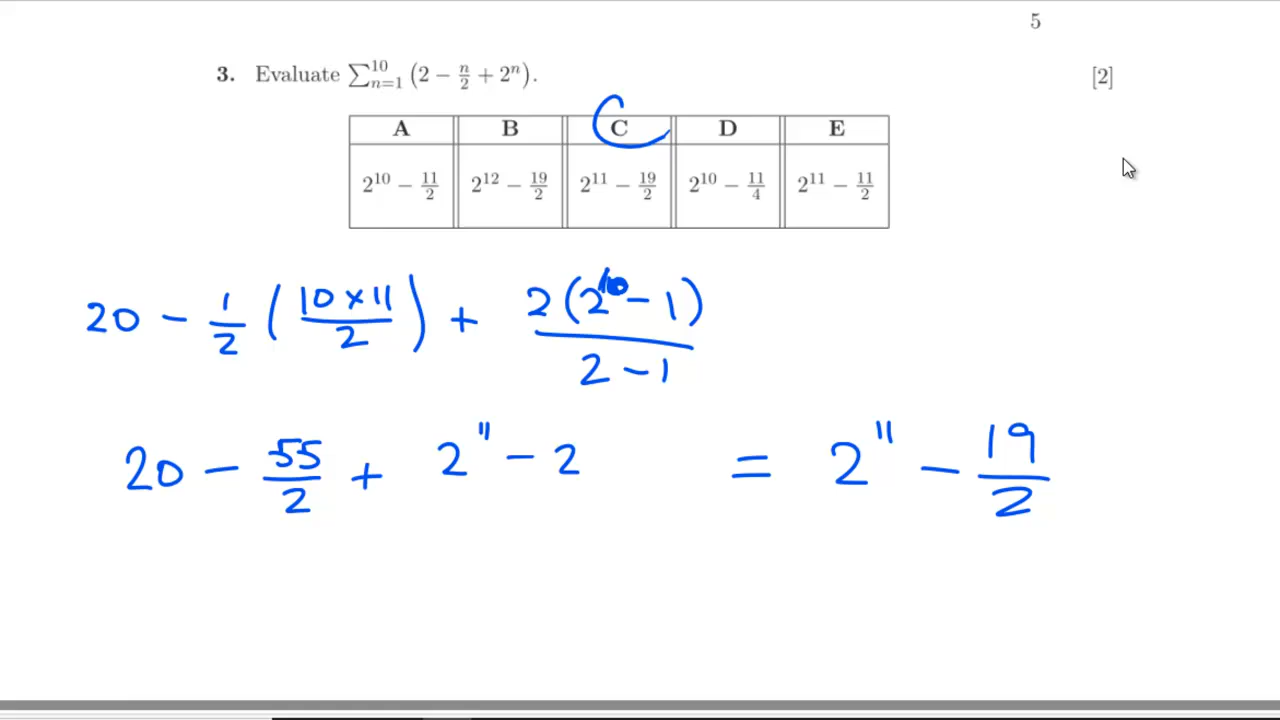 5
3. Evaluate ∑_{n=1}^{10} (2 − n/2 + 2^n). [2]
A B C D E
2^{10} − 11/2 2^{12} − 19/2 2^{11} − 19/2 2^{10} − 11/4 2^{11} − 11/2
20 − 1/2 (10 × 11 / 2) + 2(2^{10} − 1) / 2 − 1
20 − 55/2 + 2^{11} − 2 = 2^{11} − 19/2